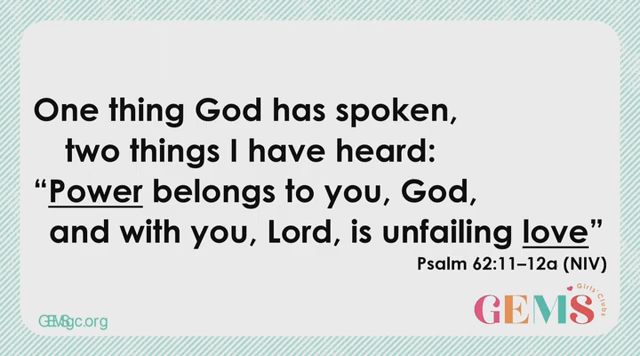 One thing God has spoken,
two things I have heard:
“Power belongs to you, God,
and with you, Lord, is unfailing love”
Psalm 62:11–12a (NIV)
GEMS Girls' Clubs
GEMSgc.org